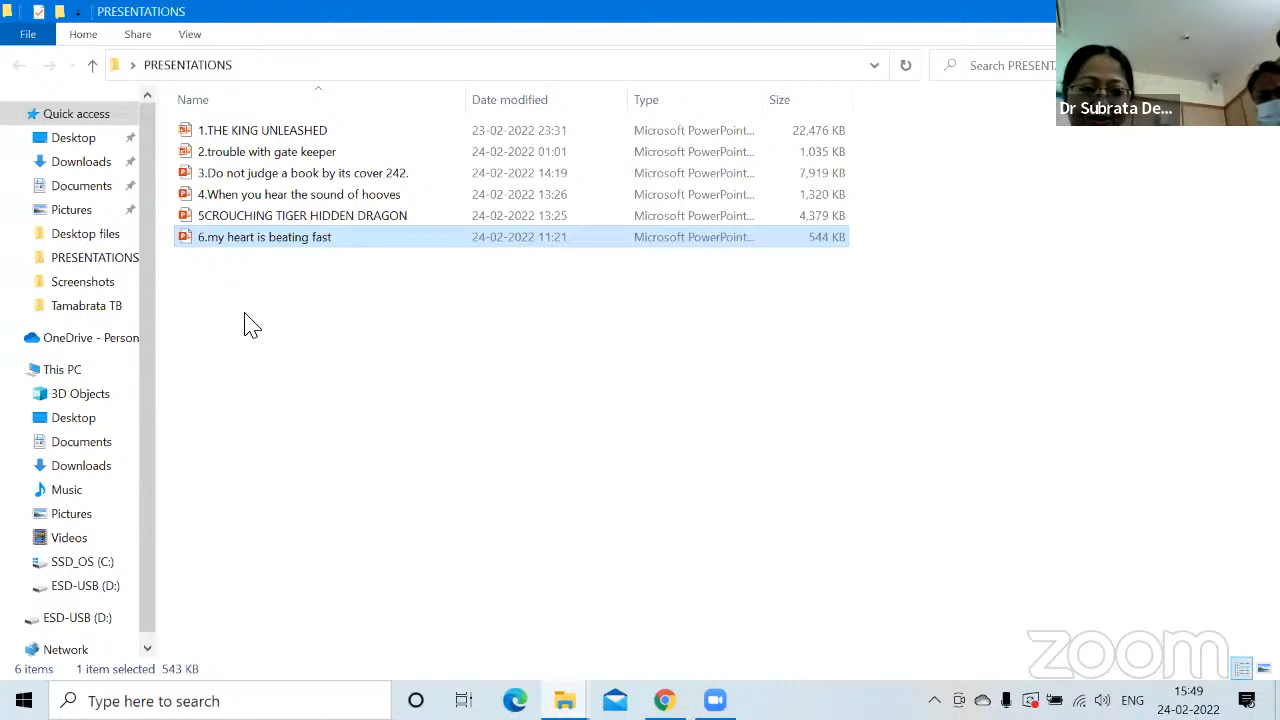 PRESENTATIONS
File Home Share View
PRESENTATIONS
Search PRESENT...
Dr Subrata De...
Name Date modified Type Size
Quick access
Desktop
Downloads
Documents
Pictures
Desktop files
PRESENTATIONS
Screenshots
Tamabrata TB
OneDrive - Person
This PC
3D Objects
Desktop
Documents
Downloads
Music
Pictures
Videos
SSD_OS (C:)
ESD-USB (D:)
ESD-USB (D:)
Network
1.THE KING UNLEASHED 23-02-2022 23:31 Microsoft PowerPoint... 22,476 KB
2.trouble with gate keeper 24-02-2022 01:01 Microsoft PowerPoint... 1,035 KB
3.Do not judge a book by its cover 242. 24-02-2022 14:19 Microsoft PowerPoint... 7,919 KB
4.When you hear the sound of hooves 24-02-2022 13:26 Microsoft PowerPoint... 1,320 KB
5CROUCHING TIGER HIDDEN DRAGON 24-02-2022 13:25 Microsoft PowerPoint... 4,379 KB
6.my heart is beating fast 24-02-2022 11:21 Microsoft PowerPoint... 544 KB
6 items 1 item selected 543 KB
zoom
Type here to search
ENG
15:49
24-02-2022